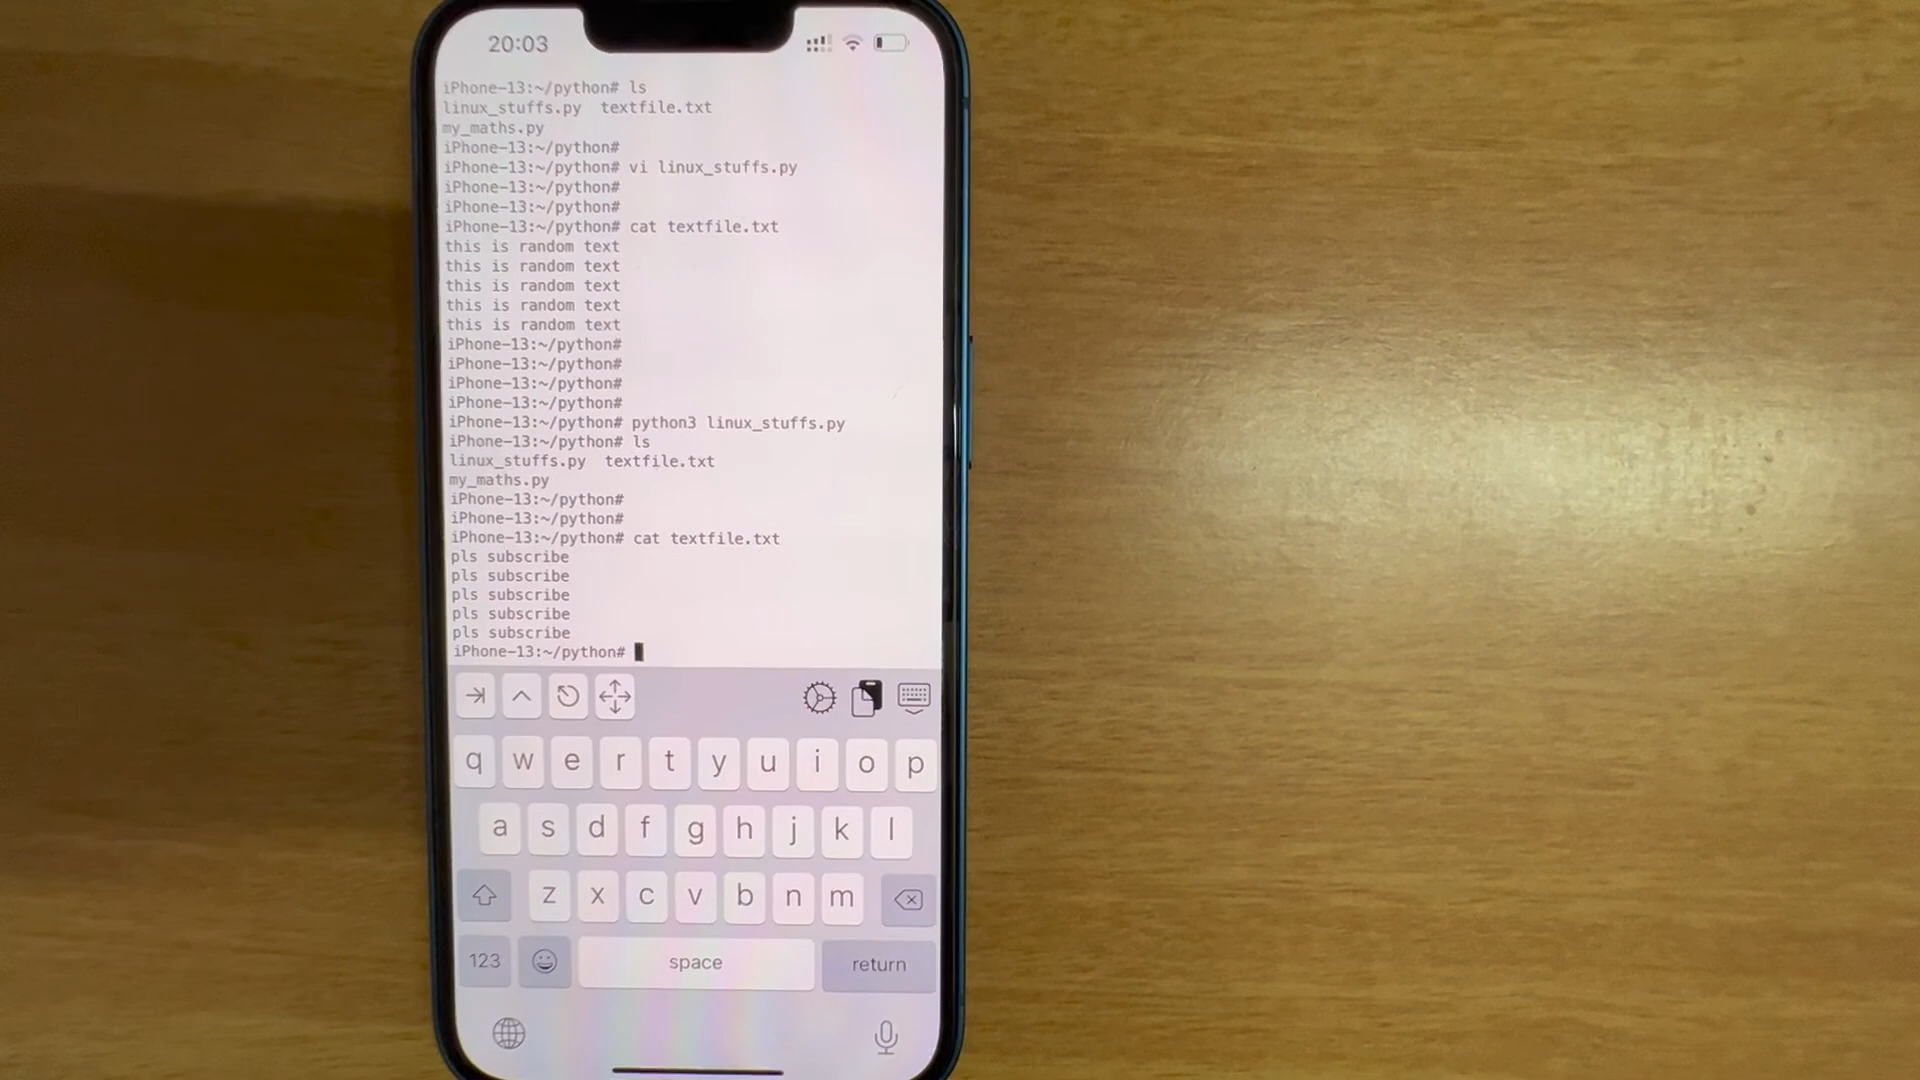 20:03
iPhone-13:~/python# ls
linux_stuffs.py  textfile.txt
my_maths.py
iPhone-13:~/python#
iPhone-13:~/python# vi linux_stuffs.py
iPhone-13:~/python#
iPhone-13:~/python#
iPhone-13:~/python# cat textfile.txt
this is random text
this is random text
this is random text
this is random text
this is random text
iPhone-13:~/python#
iPhone-13:~/python#
iPhone-13:~/python#
iPhone-13:~/python#
iPhone-13:~/python# python3 linux_stuffs.py
iPhone-13:~/python# ls
linux_stuffs.py  textfile.txt
my_maths.py
iPhone-13:~/python#
iPhone-13:~/python#
iPhone-13:~/python# cat textfile.txt
pls subscribe
pls subscribe
pls subscribe
pls subscribe
pls subscribe
iPhone-13:~/python#
q w e r t y u i o p
a s d f g h j k l
z x c v b n m
123 space return